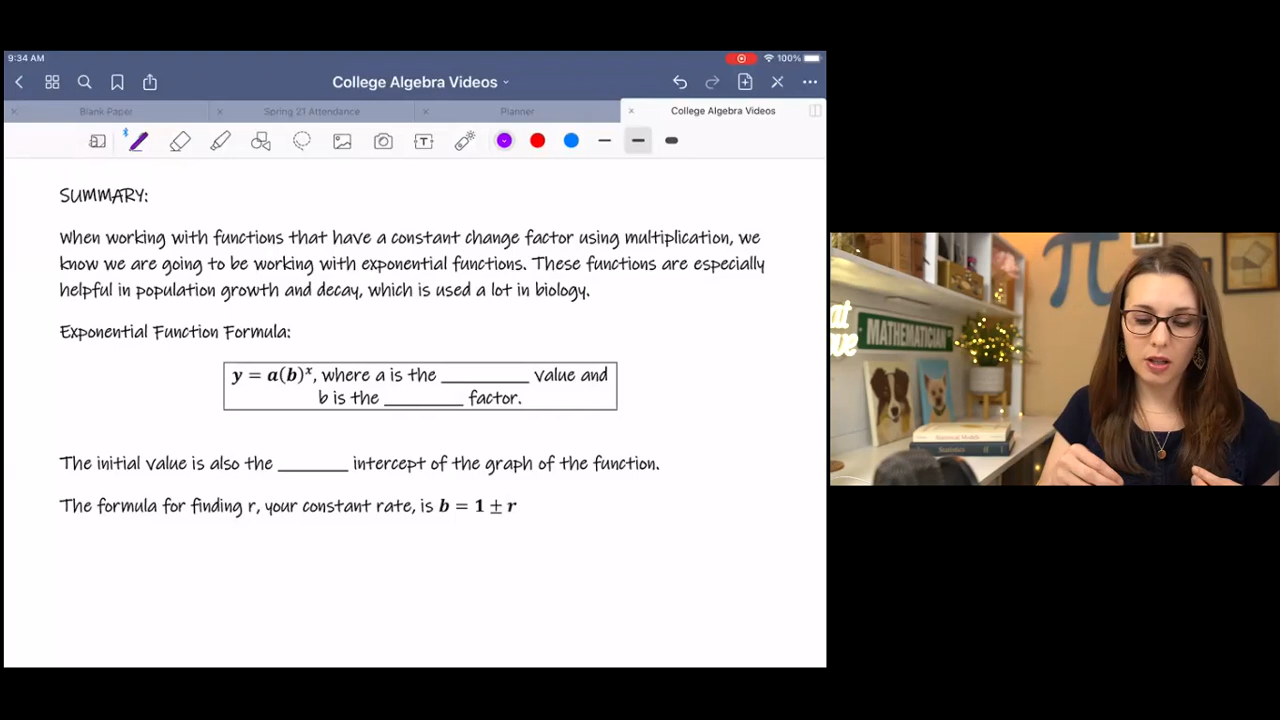 9:34 AM
100%
College Algebra Videos
Blank Paper
Spring 21 Attendance
Planner
College Algebra Videos
SUMMARY:
When working with functions that have a constant change factor using multiplication, we
know we are going to be working with exponential functions. These functions are especially
helpful in population growth and decay, which is used a lot in biology.
Exponential Function Formula:
y = a(b)ˣ, where a is the _________ value and
b is the ________ factor.
The initial value is also the _______ intercept of the graph of the function.
The formula for finding r, your constant rate, is b = 1 ± r
MATHEMATICIAN
Statistics